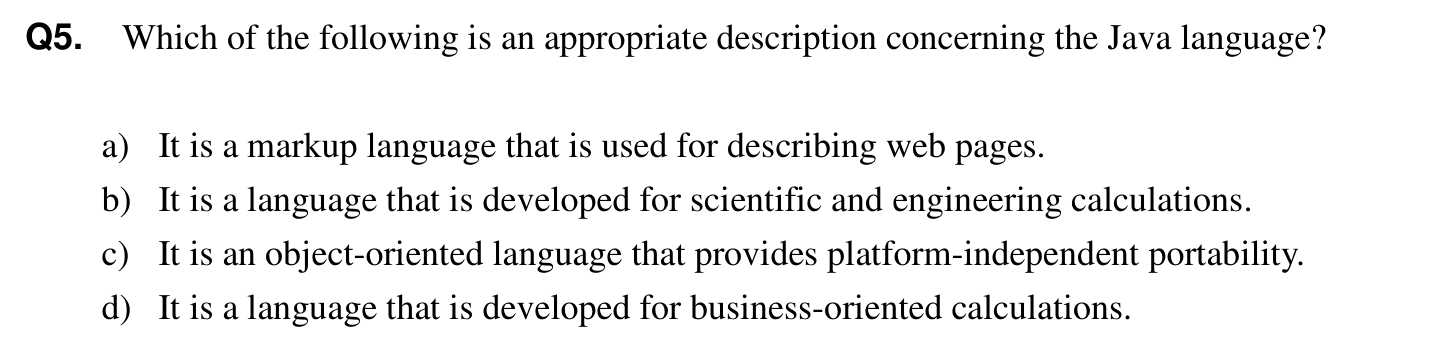 Q5. Which of the following is an appropriate description concerning the Java language?
a) It is a markup language that is used for describing web pages.
b) It is a language that is developed for scientific and engineering calculations.
c) It is an object-oriented language that provides platform-independent portability.
d) It is a language that is developed for business-oriented calculations.